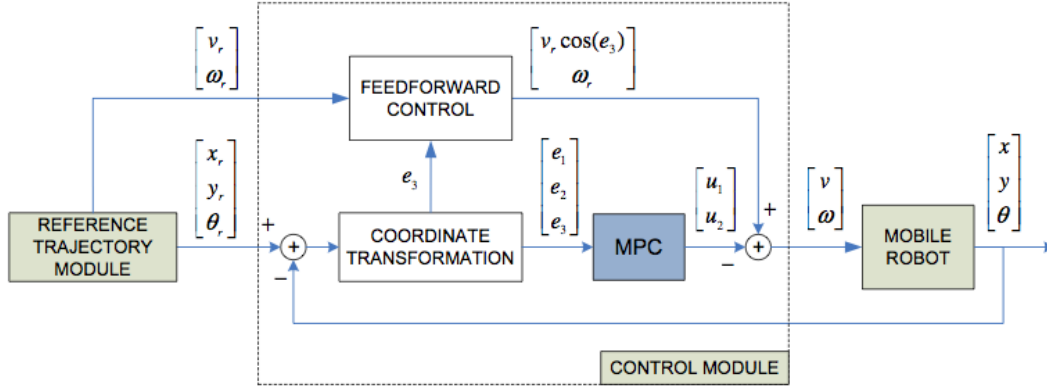 v_r
ω_r
FEEDFORWARD
CONTROL
v_r cos(e_3)
ω_r
x_r
y_r
θ_r
e_3
e_1
e_2
e_3
u_1
u_2
v
ω
x
y
θ
REFERENCE
TRAJECTORY
MODULE
+
+
−
COORDINATE
TRANSFORMATION
MPC
+
−
+
MOBILE
ROBOT
CONTROL MODULE